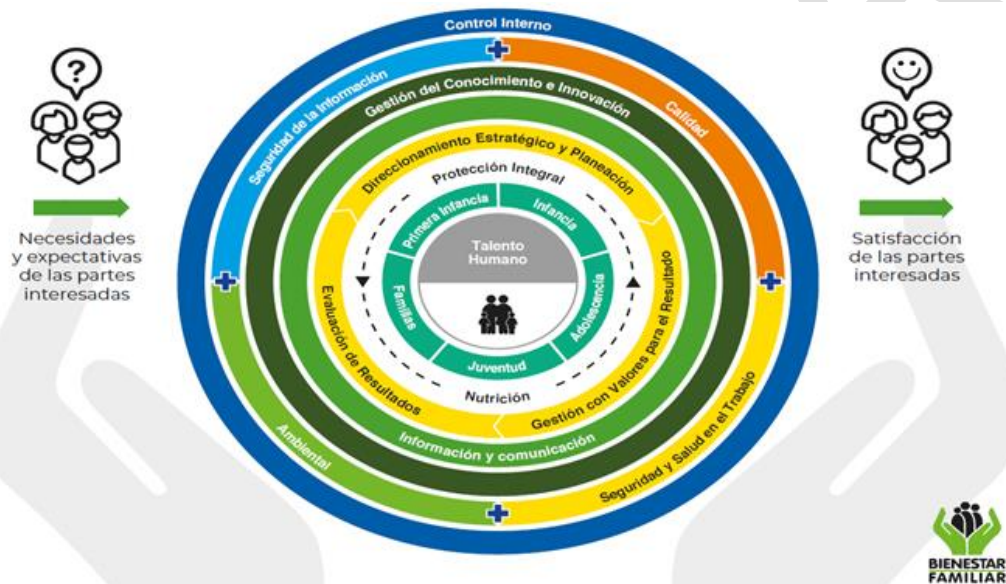 Control Interno
Seguridad de la Información
Calidad
Gestión del Conocimiento e Innovación
Direccionamiento Estratégico y Planeación
Protección Integral
Primera Infancia
Infancia
?
Necesidades
y expectativas
de las partes
interesadas
Talento
Humano
Satisfacción
de las partes
interesadas
Familias
Adolescencia
Juventud
Evaluación de Resultados
Gestión con Valores para el Resultado
Nutrición
Información y comunicación
Ambiental
Seguridad y Salud en el Trabajo
BIENESTAR
FAMILIAR